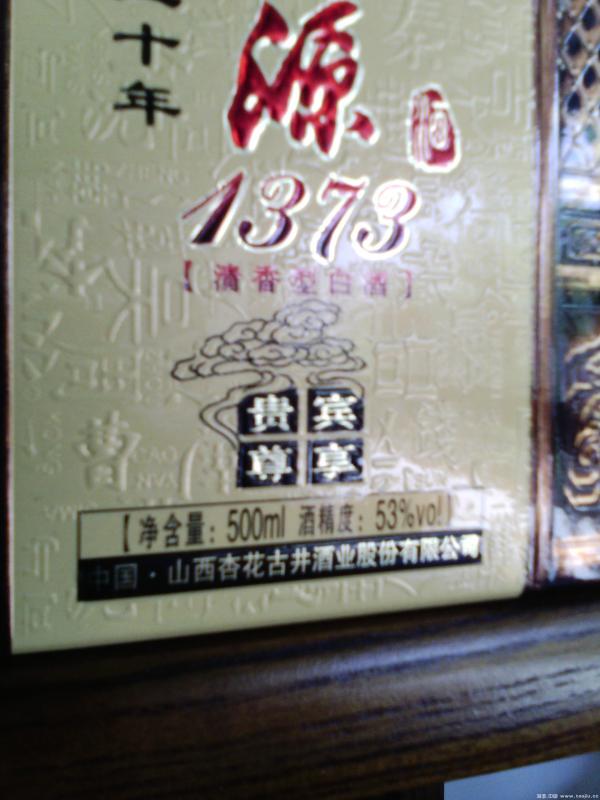 十年
源
酒
1373
【清香型白酒】
贵宾
尊享
【净含量：500ml 酒精度：53%vol】
中国·山西杏花古井酒业股份有限公司